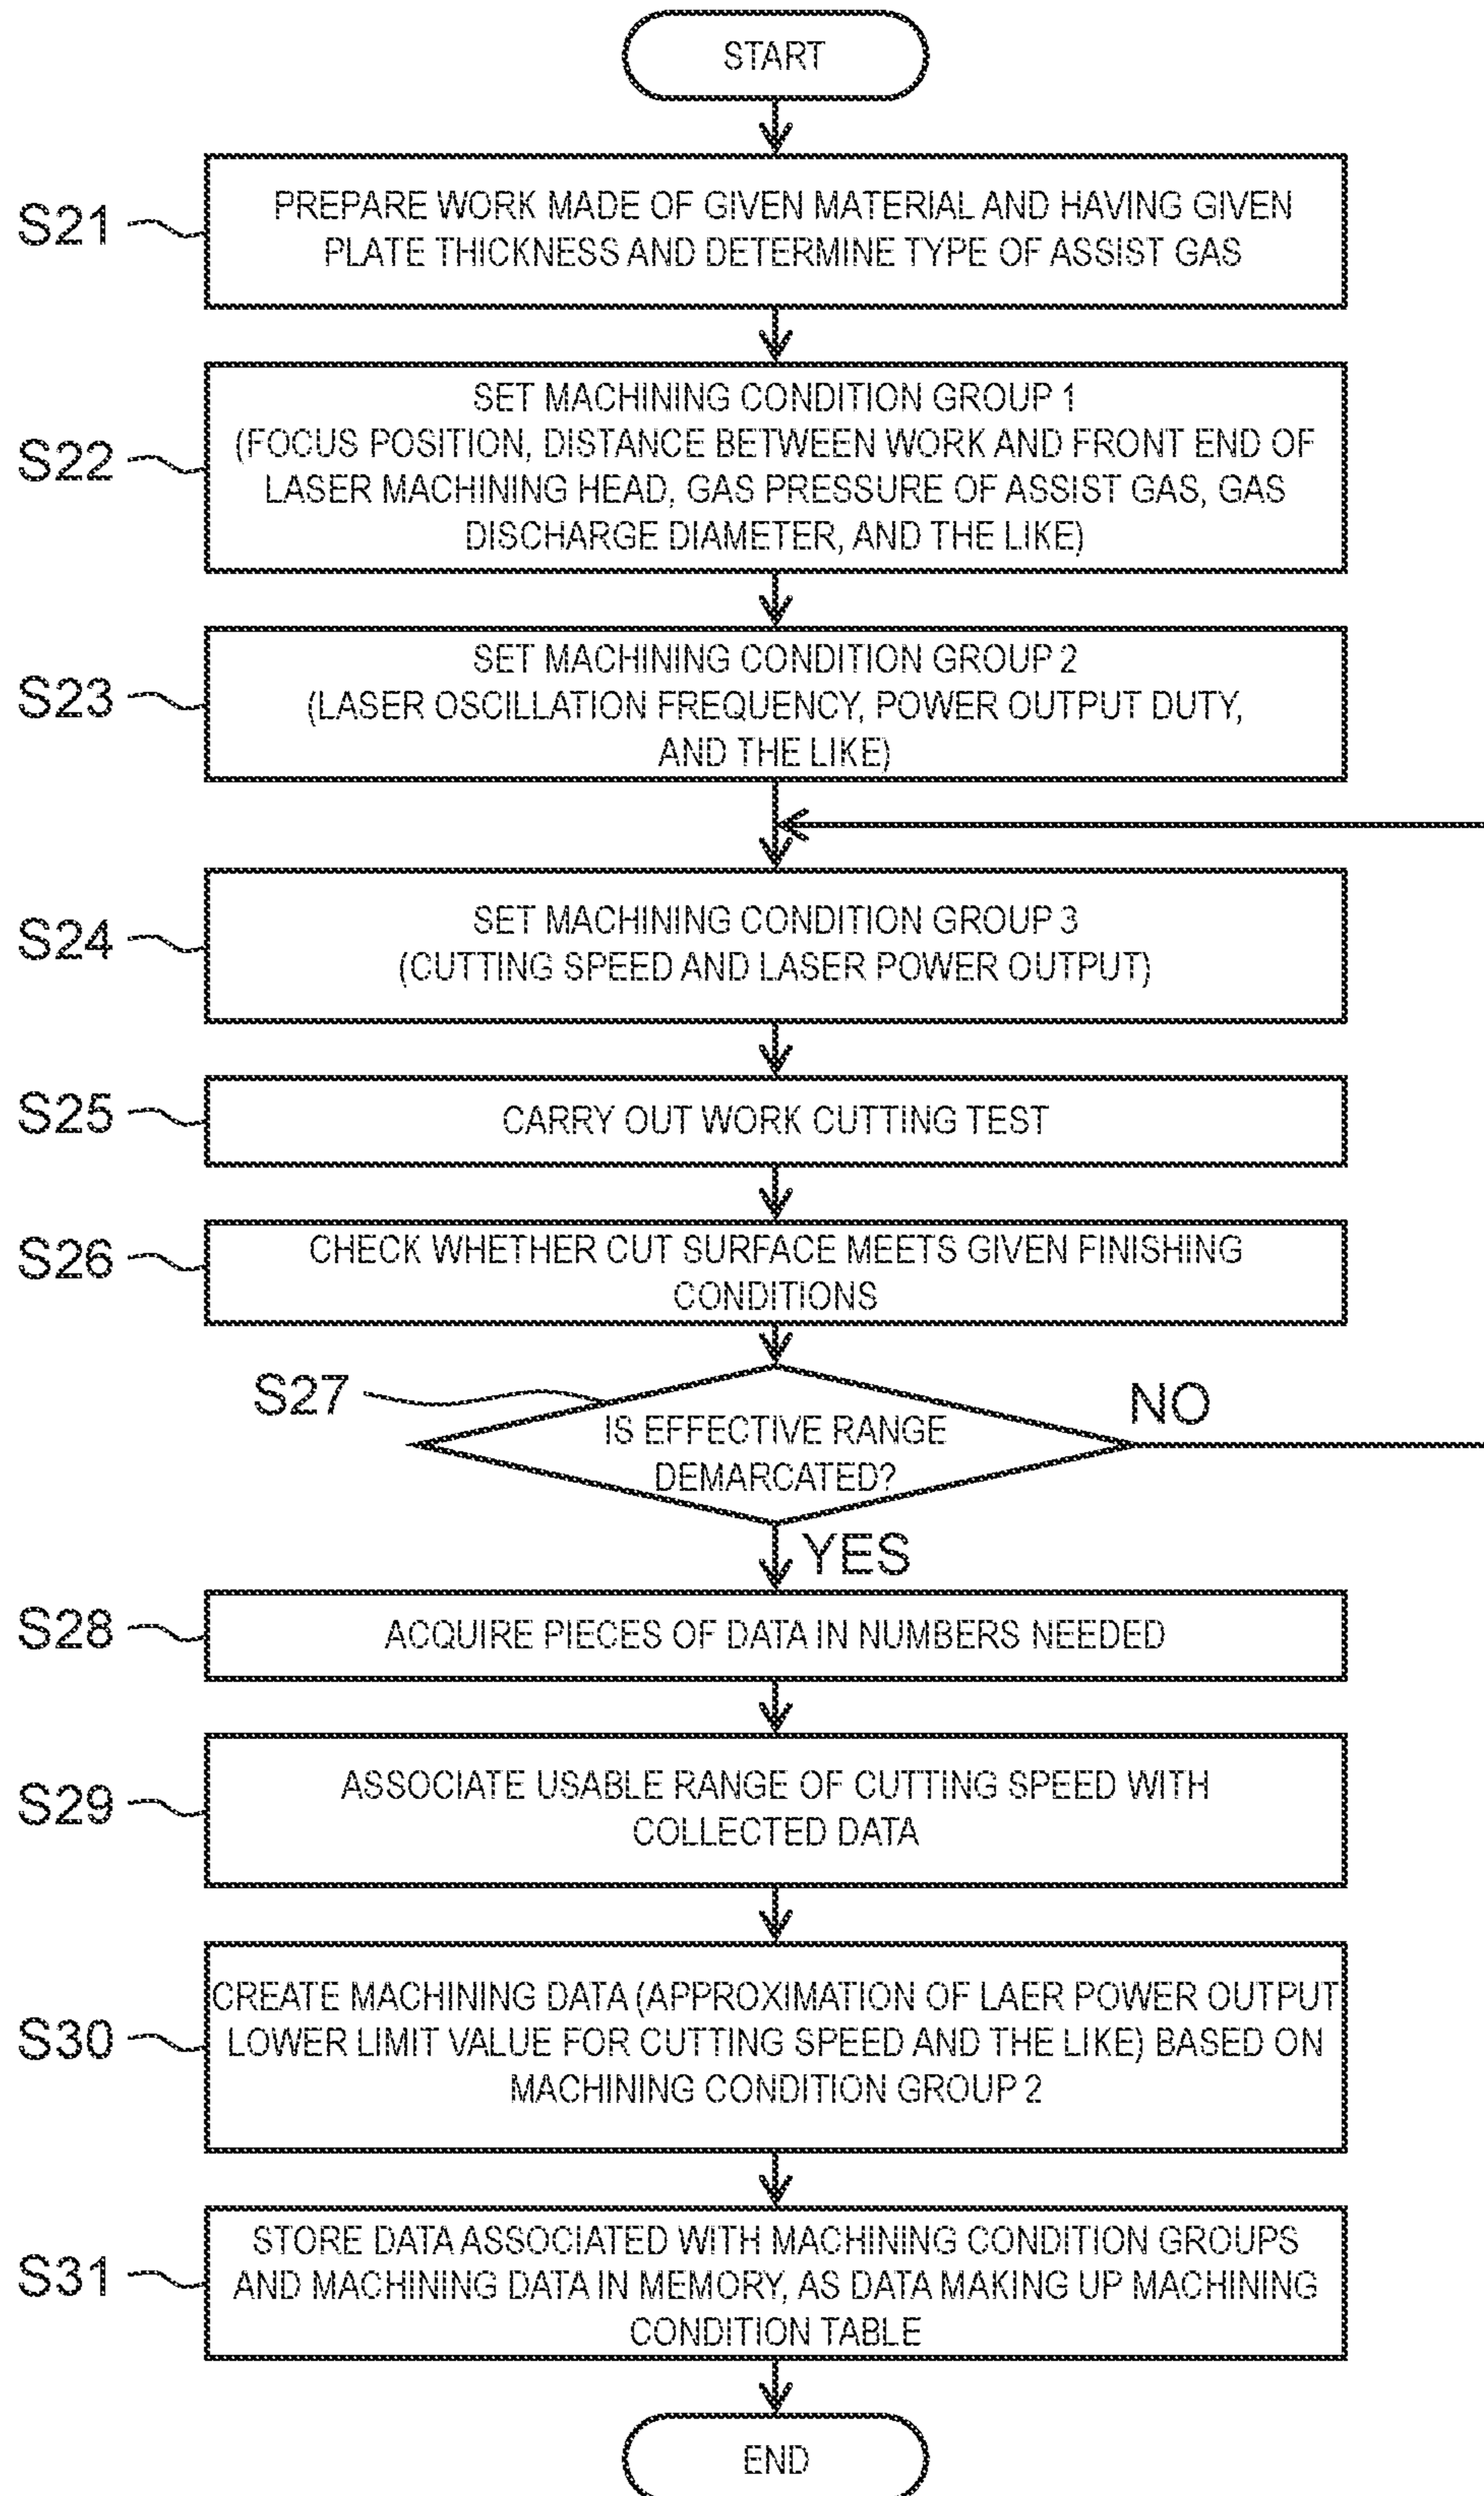 START
S21
PREPARE WORK MADE OF GIVEN MATERIAL AND HAVING GIVEN
PLATE THICKNESS AND DETERMINE TYPE OF ASSIST GAS
S22
SET MACHINING CONDITION GROUP 1
(FOCUS POSITION, DISTANCE BETWEEN WORK AND FRONT END OF
LASER MACHINING HEAD, GAS PRESSURE OF ASSIST GAS, GAS
DISCHARGE DIAMETER, AND THE LIKE)
S23
SET MACHINING CONDITION GROUP 2
(LASER OSCILLATION FREQUENCY, POWER OUTPUT DUTY,
AND THE LIKE)
S24
SET MACHINING CONDITION GROUP 3
(CUTTING SPEED AND LASER POWER OUTPUT)
S25
CARRY OUT WORK CUTTING TEST
S26
CHECK WHETHER CUT SURFACE MEETS GIVEN FINISHING
CONDITIONS
S27
IS EFFECTIVE RANGE
DEMARCATED?
NO
YES
S28
ACQUIRE PIECES OF DATA IN NUMBERS NEEDED
S29
ASSOCIATE USABLE RANGE OF CUTTING SPEED WITH
COLLECTED DATA
S30
CREATE MACHINING DATA (APPROXIMATION OF LAER POWER OUTPUT
LOWER LIMIT VALUE FOR CUTTING SPEED AND THE LIKE) BASED ON
MACHINING CONDITION GROUP 2
S31
STORE DATA ASSOCIATED WITH MACHINING CONDITION GROUPS
AND MACHINING DATA IN MEMORY, AS DATA MAKING UP MACHINING
CONDITION TABLE
END